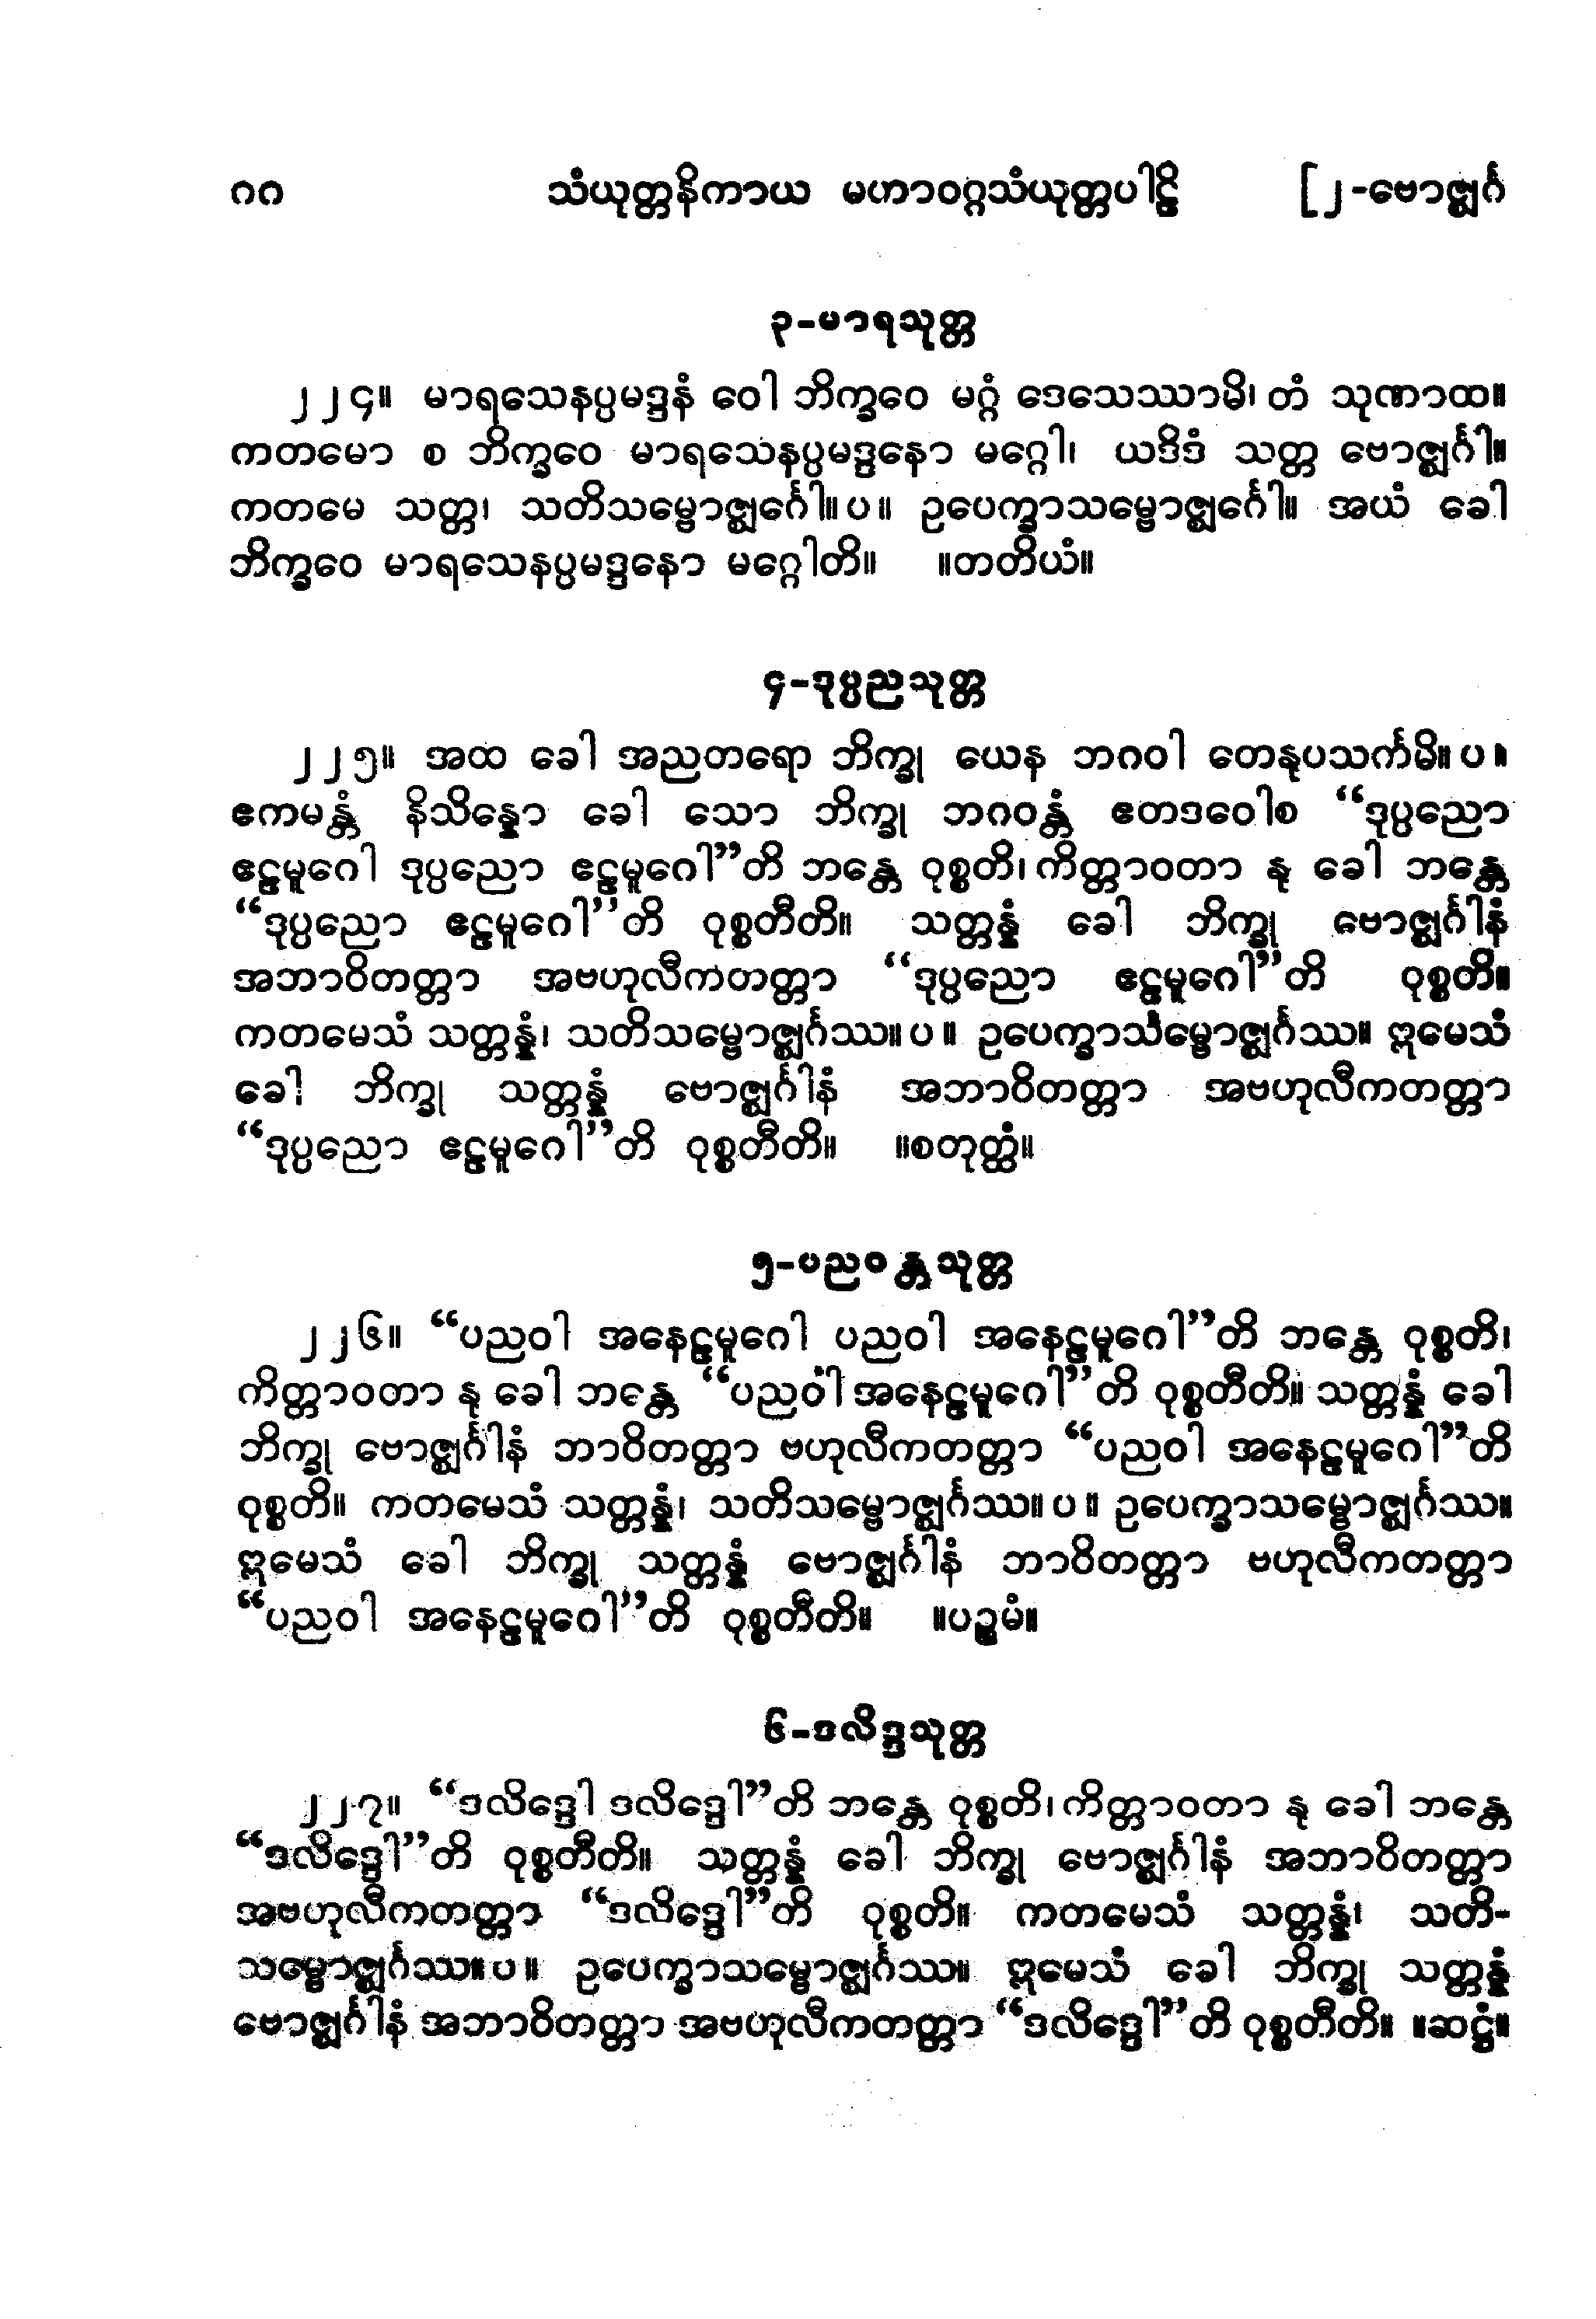 ၈၈ သံယုတ္တနိကာယ မဟာဝဂ္ဂသံယုတ္တပါဠိ [၂-ဗောဇ္ဈင်္ဂ
၃-မာရသုတ္တ
၂၂၄။ မာရသေနပ္ပမဒ္ဒနံ ဝေါ ဘိက္ခဝေ မဂ္ဂံ ဒေသေဿာမိ၊ တံ သုဏာထ။
ကတမော စ ဘိက္ခဝေ မာရသေနပ္ပမဒ္ဒနော မဂ္ဂေါ၊ ယဒိဒံ သတ္တ ဗောဇ္ဈင်္ဂါ။
ကတမေ သတ္တ၊ သတိသမ္ဗောဇ္ဈင်္ဂေါ။ ပ ။ ဥပေက္ခာသမ္ဗောဇ္ဈင်္ဂေါ။ အယံ ခေါ
ဘိက္ခဝေ မာရသေနပ္ပမဒ္ဒနော မဂ္ဂေါတိ။ ။တတိယံ။
၄-ဒုပ္ပညသုတ္တ
၂၂၅။ အထ ခေါ အညတရော ဘိက္ခု ယေန ဘဂဝါ တေနုပသင်္ကမိ။ ပ ။
ဧကမန္တံ နိသိန္နော ခေါ သော ဘိက္ခု ဘဂဝန္တံ ဧတဒဝေါစ “ဒုပ္ပညော
ဧဠမူဂေါ ဒုပ္ပညော ဧဠမူဂေါ”တိ ဘန္တေ ဝုစ္စတိ၊ ကိတ္တာဝတာ နု ခေါ ဘန္တေ
“ဒုပ္ပညော ဧဠမူဂေါ”တိ ဝုစ္စတီတိ။ သတ္တန္နံ ခေါ ဘိက္ခု ဗောဇ္ဈင်္ဂါနံ
အဘာဝိတတ္တာ အဗဟုလီကတတ္တာ “ဒုပ္ပညော ဧဠမူဂေါ”တိ ဝုစ္စတိ။
ကတမေသံ သတ္တန္နံ၊ သတိသမ္ဗောဇ္ဈင်္ဂဿ။ ပ ။ ဥပေက္ခာသမ္ဗောဇ္ဈင်္ဂဿ။ ဣမေသံ
ခေါ ဘိက္ခု သတ္တန္နံ ဗောဇ္ဈင်္ဂါနံ အဘာဝိတတ္တာ အဗဟုလီကတတ္တာ
“ဒုပ္ပညော ဧဠမူဂေါ”တိ ဝုစ္စတီတိ။ ။စတုတ္ထံ။
၅-ပညဝန္တသုတ္တ
၂၂၆။ “ပညဝါ အနေဠမူဂေါ ပညဝါ အနေဠမူဂေါ”တိ ဘန္တေ ဝုစ္စတိ၊
ကိတ္တာဝတာ နု ခေါ ဘန္တေ “ပညဝါ အနေဠမူဂေါ”တိ ဝုစ္စတီတိ။ သတ္တန္နံ ခေါ
ဘိက္ခု ဗောဇ္ဈင်္ဂါနံ ဘာဝိတတ္တာ ဗဟုလီကတတ္တာ “ပညဝါ အနေဠမူဂေါ”တိ
ဝုစ္စတိ။ ကတမေသံ သတ္တန္နံ၊ သတိသမ္ဗောဇ္ဈင်္ဂဿ။ ပ ။ ဥပေက္ခာသမ္ဗောဇ္ဈင်္ဂဿ။
ဣမေသံ ခေါ ဘိက္ခု သတ္တန္နံ ဗောဇ္ဈင်္ဂါနံ ဘာဝိတတ္တာ ဗဟုလီကတတ္တာ
“ပညဝါ အနေဠမူဂေါ”တိ ဝုစ္စတီတိ။ ။ပဉ္စမံ။
၆-ဒလိဒ္ဒသုတ္တ
၂၂၇။ “ဒလိဒ္ဒေါ ဒလိဒ္ဒေါ”တိ ဘန္တေ ဝုစ္စတိ၊ ကိတ္တာဝတာ နု ခေါ ဘန္တေ
“ဒလိဒ္ဒေါ”တိ ဝုစ္စတီတိ။ သတ္တန္နံ ခေါ ဘိက္ခု ဗောဇ္ဈင်္ဂါနံ အဘာဝိတတ္တာ
အဗဟုလီကတတ္တာ “ဒလိဒ္ဒေါ”တိ ဝုစ္စတိ။ ကတမေသံ သတ္တန္နံ၊ သတိ-
သမ္ဗောဇ္ဈင်္ဂဿ။ ပ ။ ဥပေက္ခာသမ္ဗောဇ္ဈင်္ဂဿ။ ဣမေသံ ခေါ ဘိက္ခု သတ္တန္နံ
ဗောဇ္ဈင်္ဂါနံ အဘာဝိတတ္တာ အဗဟုလီကတတ္တာ “ဒလိဒ္ဒေါ”တိ ဝုစ္စတီတိ။ ။ဆဋ္ဌံ။